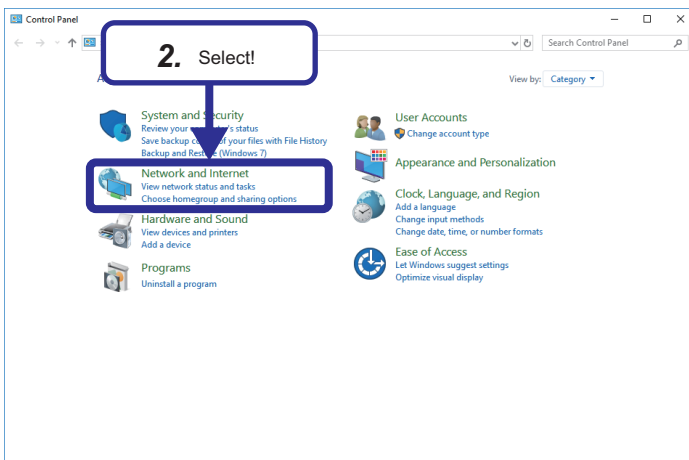 Control Panel
Search Control Panel
2. Select!
A
View by: Category
System and Security
Review your
's status
Save backup
of your files with File History
Backup and Rest
(Windows 7)
Network and Internet
View network status and tasks
Choose homegroup and sharing options
Hardware and Sound
View devices and printers
Add a device
Programs
Uninstall a program
User Accounts
Change account type
Appearance and Personalization
Clock, Language, and Region
Add a language
Change input methods
Change date, time, or number formats
Ease of Access
Let Windows suggest settings
Optimize visual display